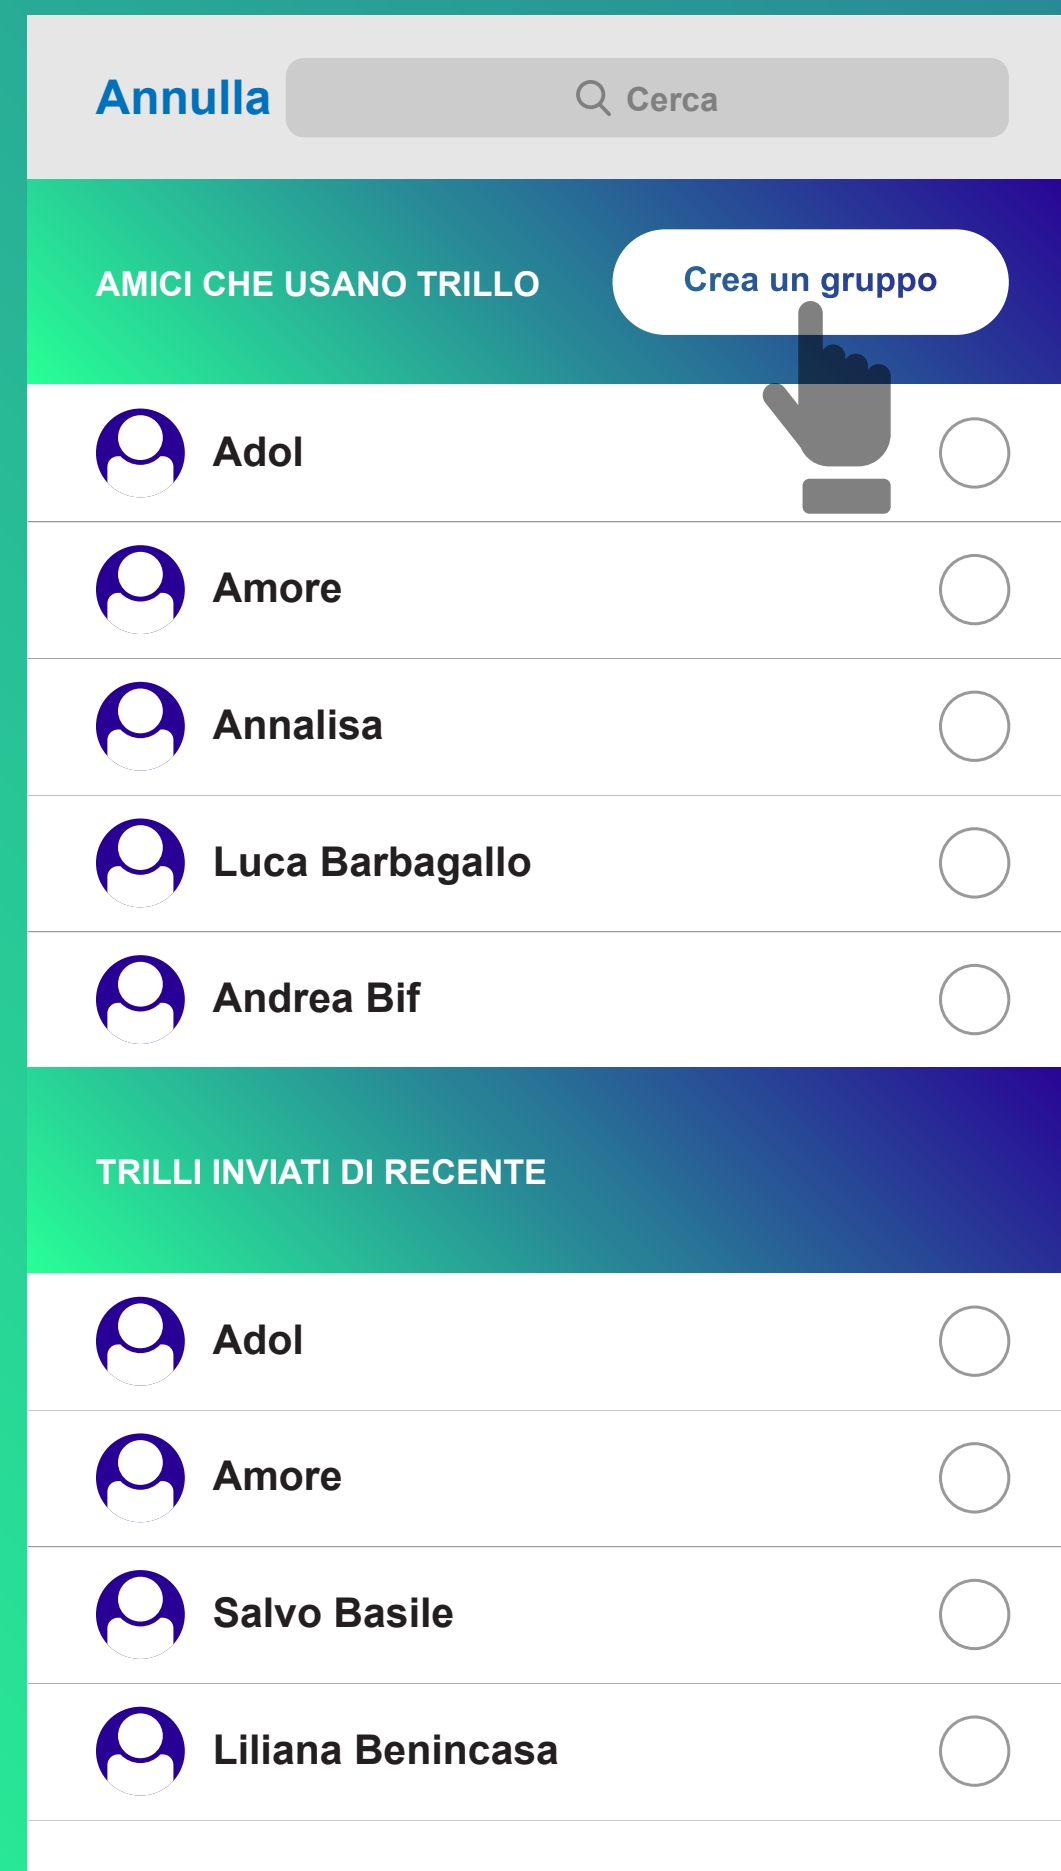 Annulla
Cerca
AMICI CHE USANO TRILLO
Crea un gruppo
Adol
Amore
Annalisa
Luca Barbagallo
Andrea Bif
TRILLI INVIATI DI RECENTE
Adol
Amore
Salvo Basile
Liliana Benincasa